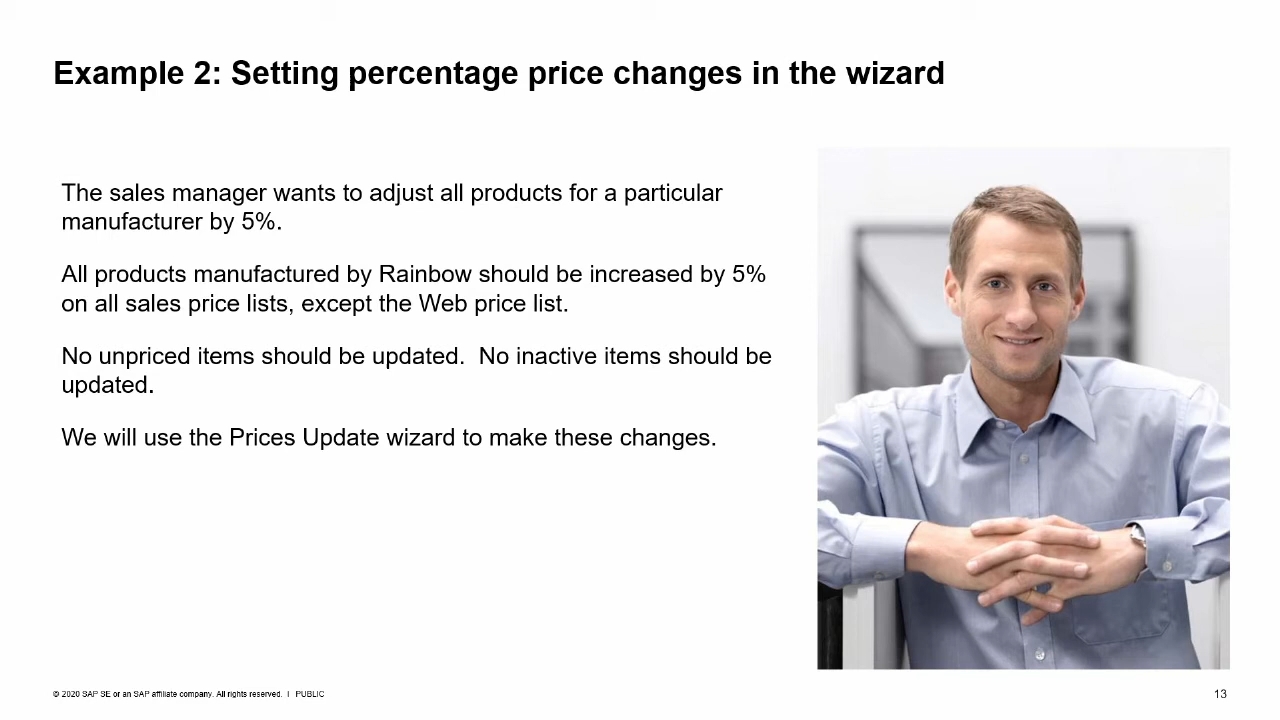 Example 2: Setting percentage price changes in the wizard
The sales manager wants to adjust all products for a particular
manufacturer by 5%.
All products manufactured by Rainbow should be increased by 5%
on all sales price lists, except the Web price list.
No unpriced items should be updated.  No inactive items should be
updated.
We will use the Prices Update wizard to make these changes.
© 2020 SAP SE or an SAP affiliate company. All rights reserved.  I  PUBLIC
13